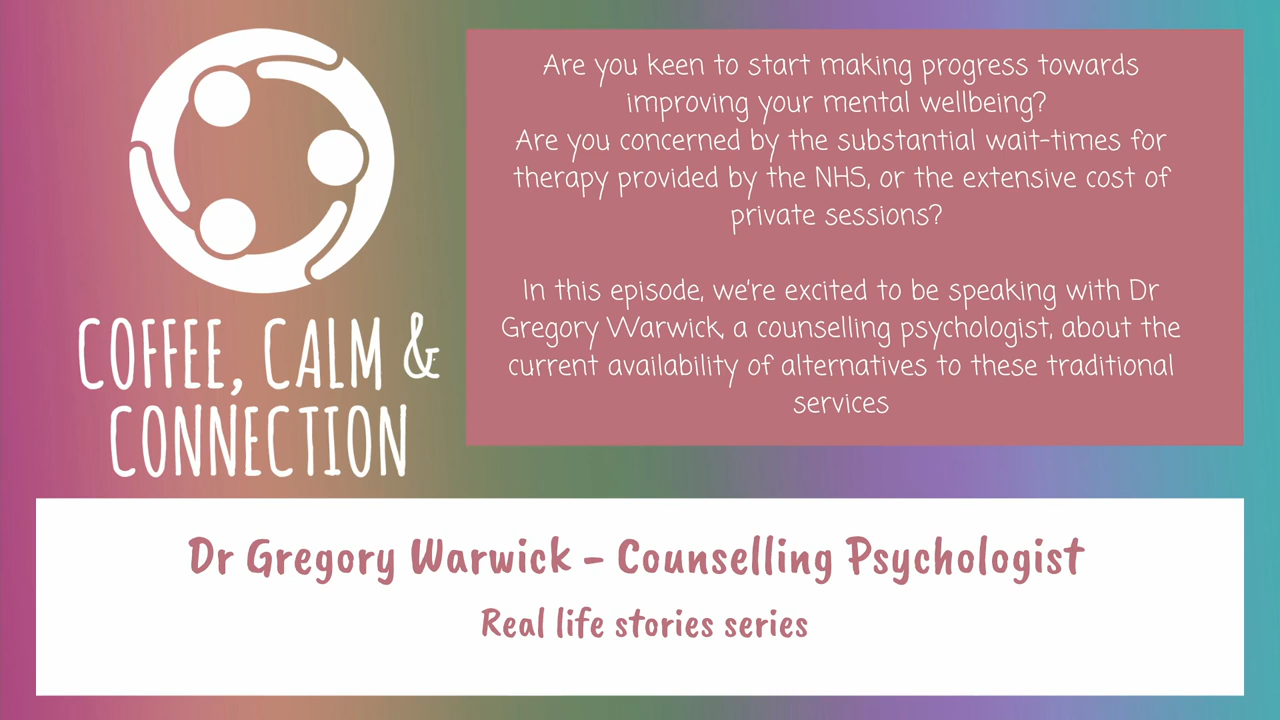 COFFEE, CALM &
CONNECTION
Are you keen to start making progress towards
improving your mental wellbeing?
Are you concerned by the substantial wait-times for
therapy provided by the NHS, or the extensive cost of
private sessions?
In this episode, we're excited to be speaking with Dr
Gregory Warwick, a counselling psychologist, about the
current availability of alternatives to these traditional
services
Dr Gregory Warwick - Counselling Psychologist
Real life stories series